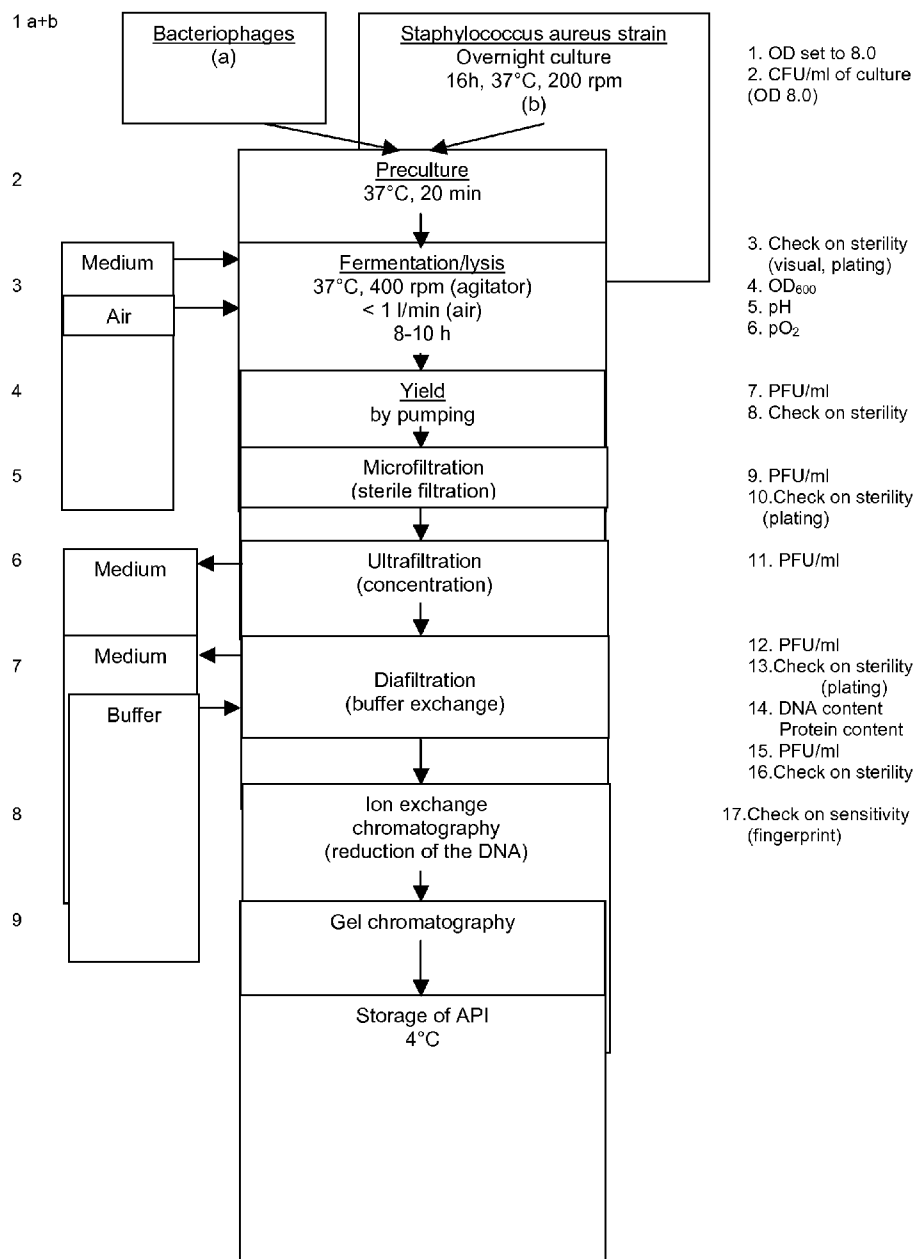 1 a+b
Bacteriophages
(a)
Staphylococcus aureus strain
Overnight culture
16h, 37°C, 200 rpm
(b)
1. OD set to 8.0
2. CFU/ml of culture
(OD 8.0)
2
Preculture
37°C, 20 min
3
Medium
Air
Fermentation/lysis
37°C, 400 rpm (agitator)
< 1 l/min (air)
8-10 h
3. Check on sterility
(visual, plating)
4. OD600
5. pH
6. pO2
4
Yield
by pumping
7. PFU/ml
8. Check on sterility
5
Microfiltration
(sterile filtration)
9. PFU/ml
10.Check on sterility
(plating)
6
Medium
Ultrafiltration
(concentration)
11. PFU/ml
7
Medium
Buffer
Diafiltration
(buffer exchange)
12. PFU/ml
13.Check on sterility
(plating)
14. DNA content
Protein content
15. PFU/ml
16.Check on sterility
8
Ion exchange
chromatography
(reduction of the DNA)
17.Check on sensitivity
(fingerprint)
9
Gel chromatography
Storage of API
4°C